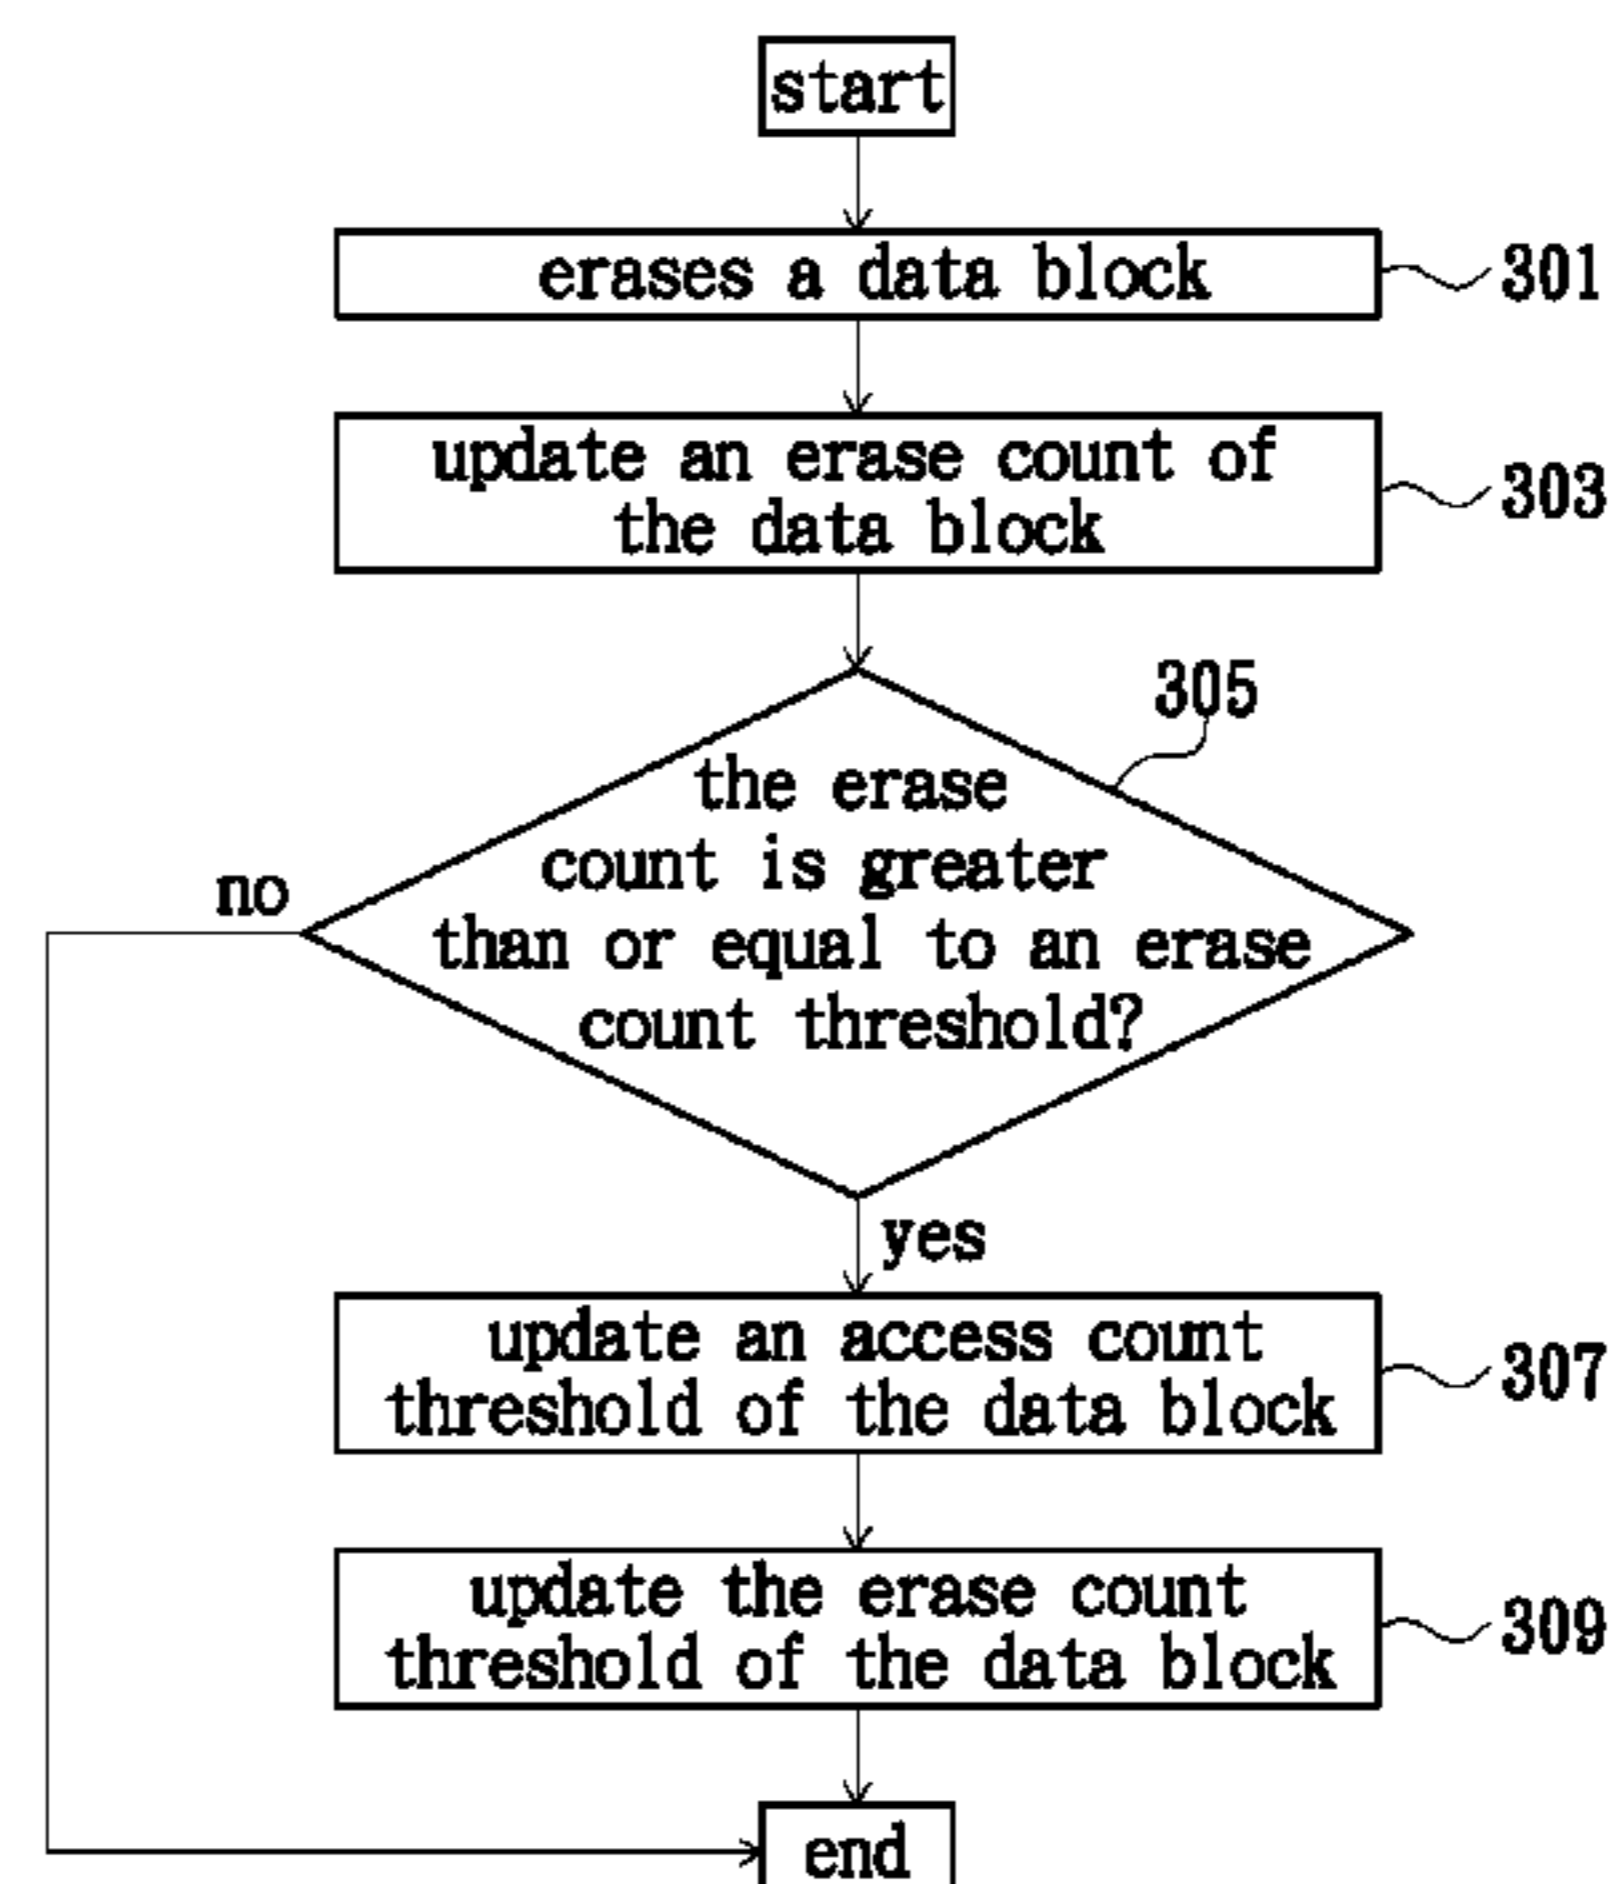 start
erases a data block
301
update an erase count of
the data block
303
305
the erase
count is greater
than or equal to an erase
count threshold?
no
yes
update an access count
threshold of the data block
307
update the erase count
threshold of the data block
309
end